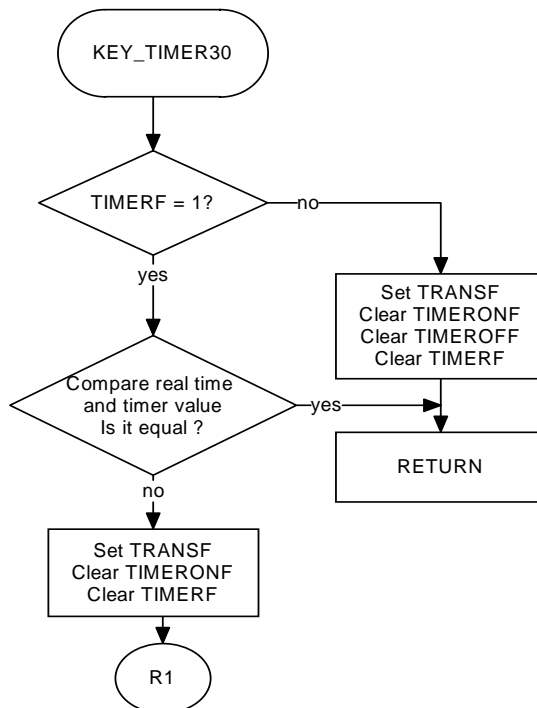 KEY_TIMER30
TIMERF = 1?
no
yes
Set TRANSF
Clear TIMERONF
Clear TIMEROFF
Clear TIMERF
Compare real time
and timer value
Is it equal ?
yes
RETURN
no
Set TRANSF
Clear TIMERONF
Clear TIMERF
R1